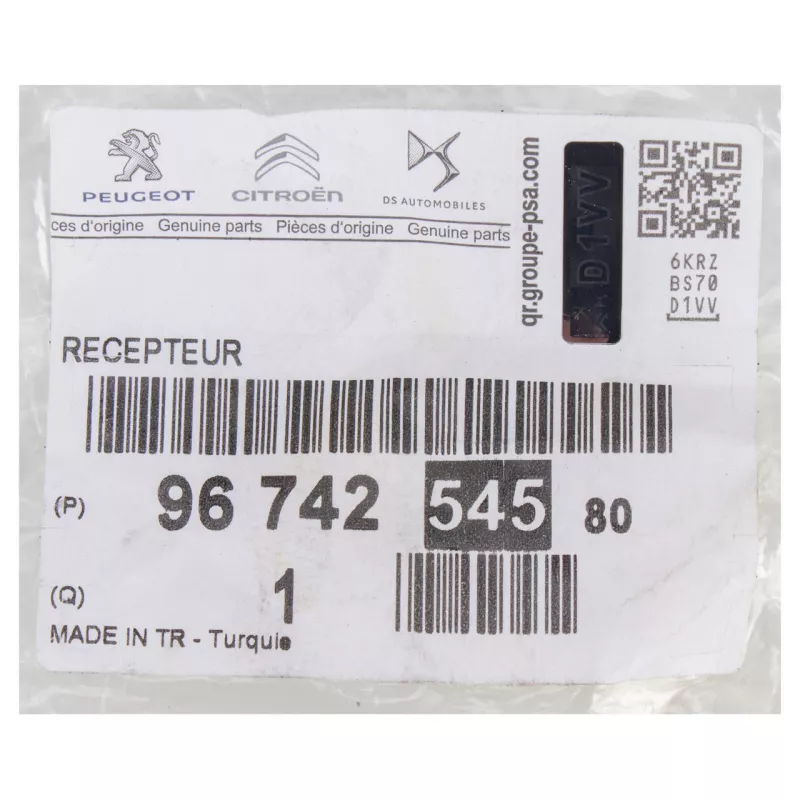 PEUGEOT
CITROËN
DS AUTOMOBILES
ces d'origine Genuine parts Pièces d'origine Genuine parts
qr.groupe-psa.com
D1VV
6KRZ
BS70
D1VV
RECEPTEUR
(P) 96 742 545 80
(Q) 1
MADE IN TR - Turquie